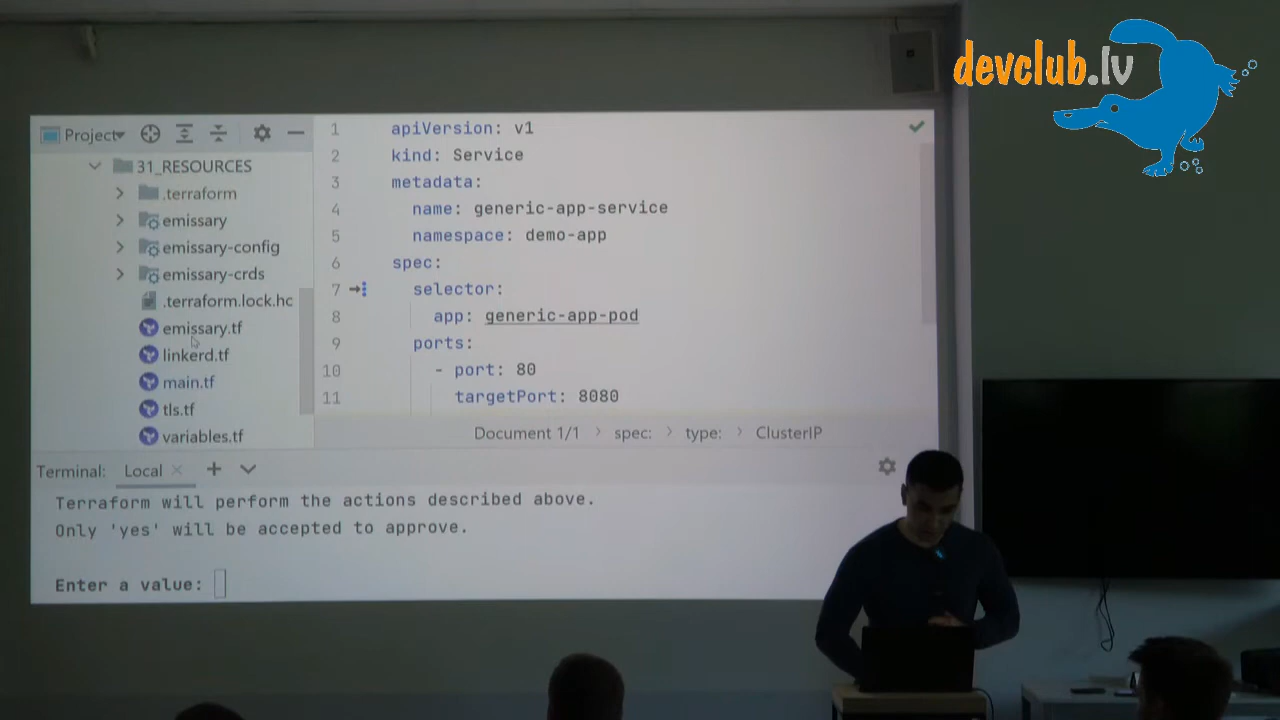 devclub.lv
Project
31_RESOURCES
.terraform
emissary
emissary-config
emissary-crds
.terraform.lock.hc
emissary.tf
linkerd.tf
main.tf
tls.tf
variables.tf
1 apiVersion: v1
2 kind: Service
3 metadata:
4 name: generic-app-service
5 namespace: demo-app
6 spec:
7 selector:
8 app: generic-app-pod
9 ports:
10 - port: 80
11 targetPort: 8080
Document 1/1 > spec: > type: > ClusterIP
Terminal: Local × +
Terraform will perform the actions described above.
Only 'yes' will be accepted to approve.
Enter a value: